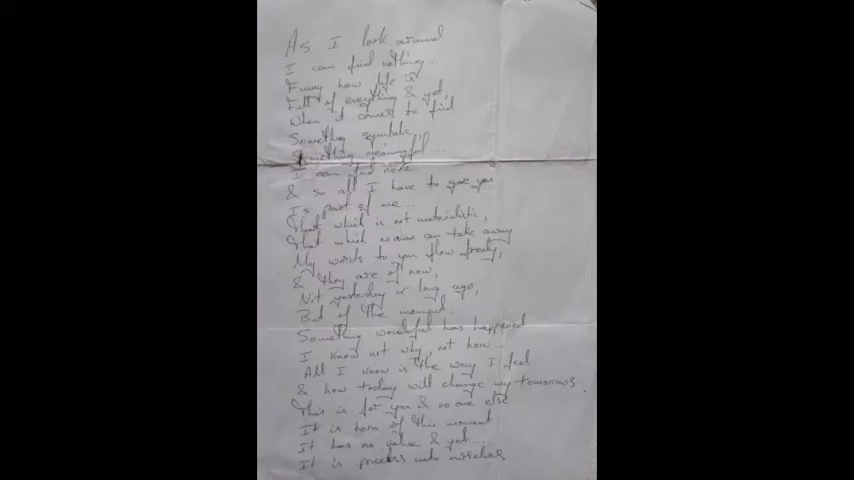 As I look around
I can find nothing...
Funny how life is
Full of everything & yet,
When it comes to find
Something symbolic,
Something meaningful....
I can find none..
& so all I have to give you
Is part of me...
That which is not materialistic,
That which no man can take away
My words to you flow freely,
& they are of now,
Not yesterday or long ago,
But of the moment.
Something wonderful has happened
I know not why, not how...
All I know is the way I feel
& how today will change my tomorrows.
This is for you & no one else
It is born of this moment
It has no value & yet....
It is priceless unto ourselves